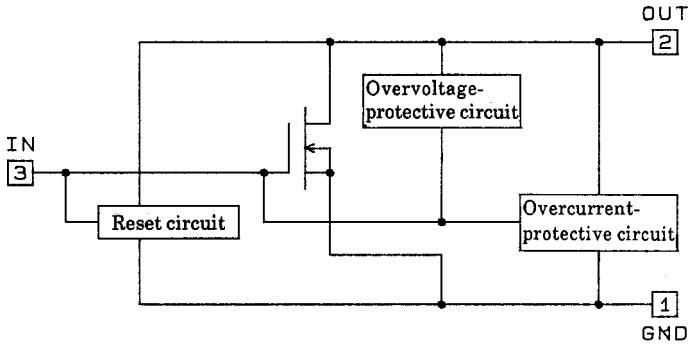 OUT
2
Overvoltage-
protective circuit
IN
3
Reset circuit
Overcurrent-
protective circuit
1
GND